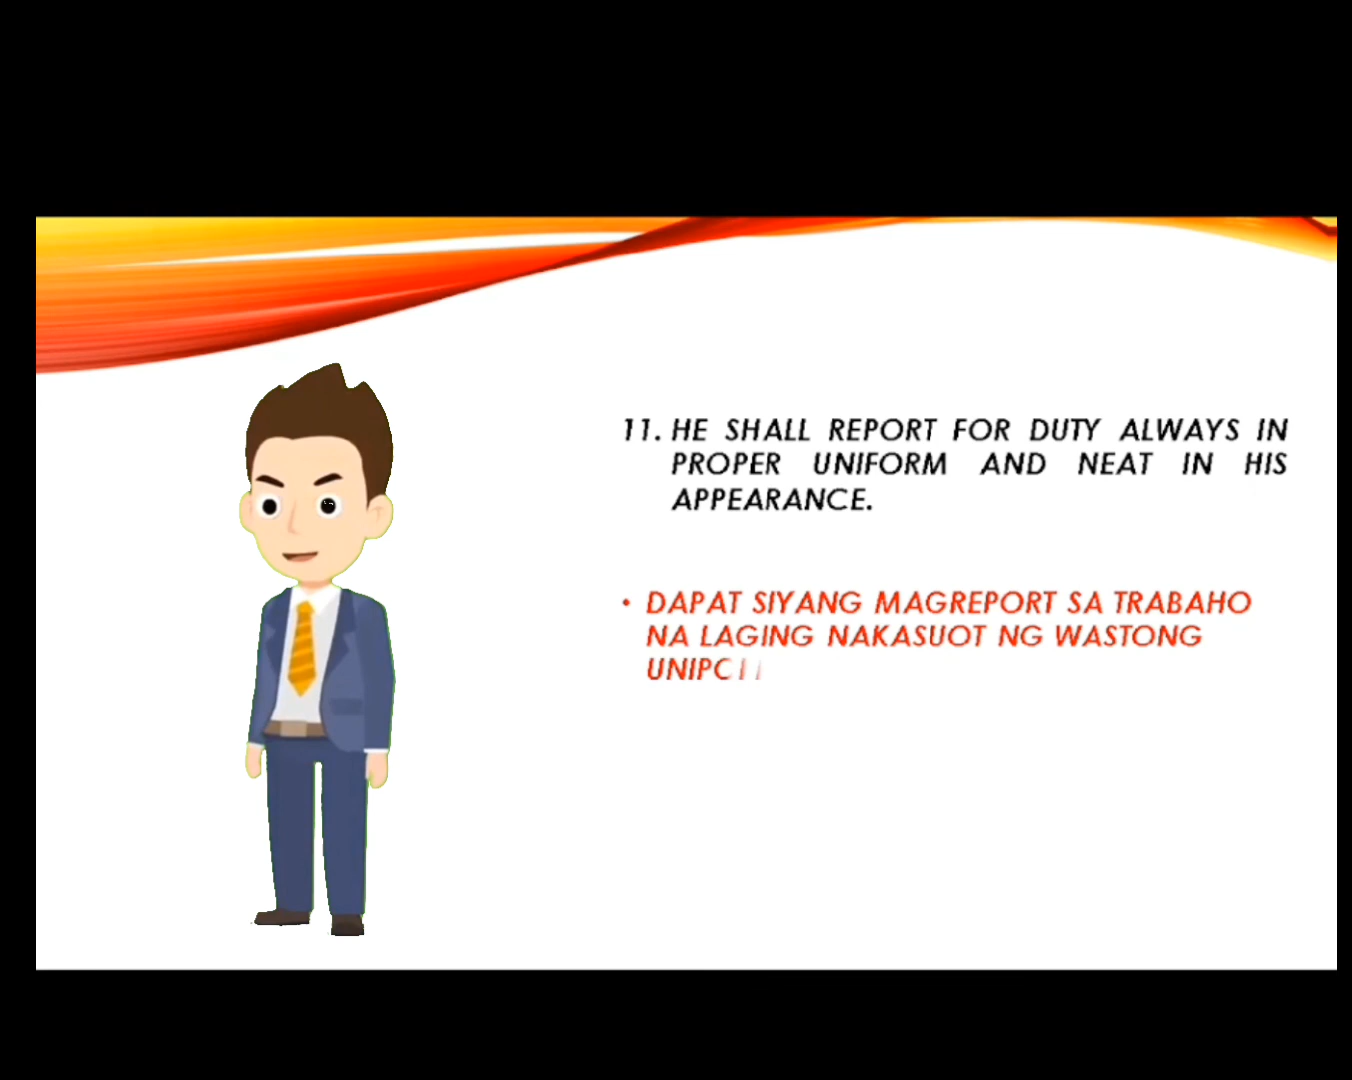 11. HE SHALL REPORT FOR DUTY ALWAYS IN
PROPER UNIFORM AND NEAT IN HIS
APPEARANCE.
• DAPAT SIYANG MAGREPORT SA TRABAHO
NA LAGING NAKASUOT NG WASTONG